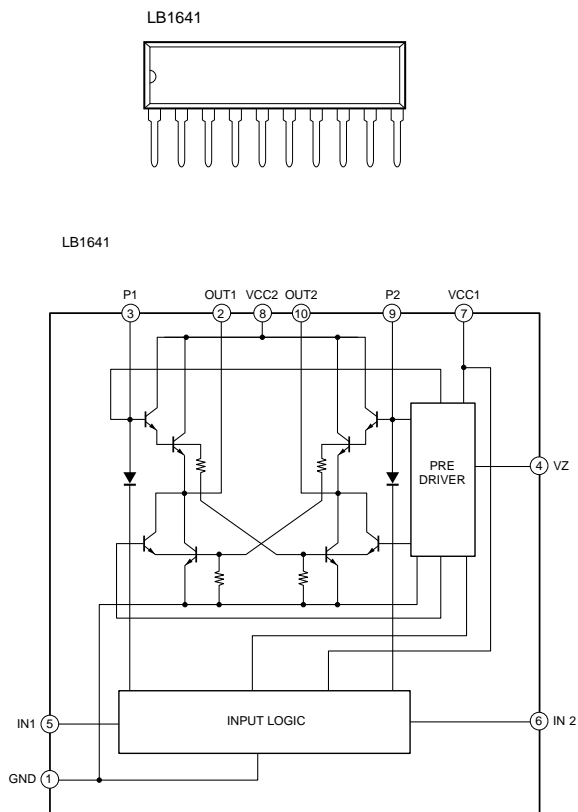 LB1641
LB1641
P1 OUT1 VCC2 OUT2 P2 VCC1
3 2 8 10 9 7
PRE
DRIVER
4 VZ
INPUT LOGIC
IN1 5
6 IN 2
GND 1